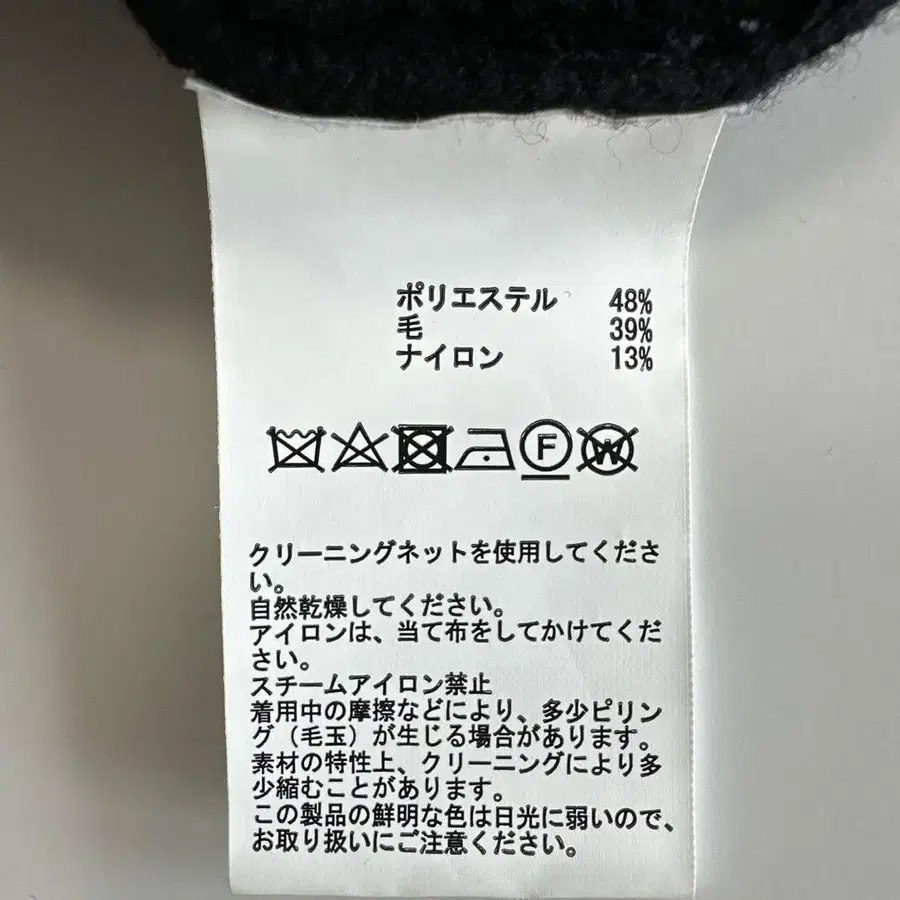 ポリエステル 48%
毛 39%
ナイロン 13%
F W
クリーニングネットを使用してくださ
い。
自然乾燥してください。
アイロンは、当て布をしてかけてくだ
さい。
スチームアイロン禁止
着用中の摩擦などにより、多少ピリン
グ（毛玉）が生じる場合があります。
素材の特性上、クリーニングにより多
少縮むことがあります。
この製品の鮮明な色は日光に弱いので、
お取り扱いにご注意ください。